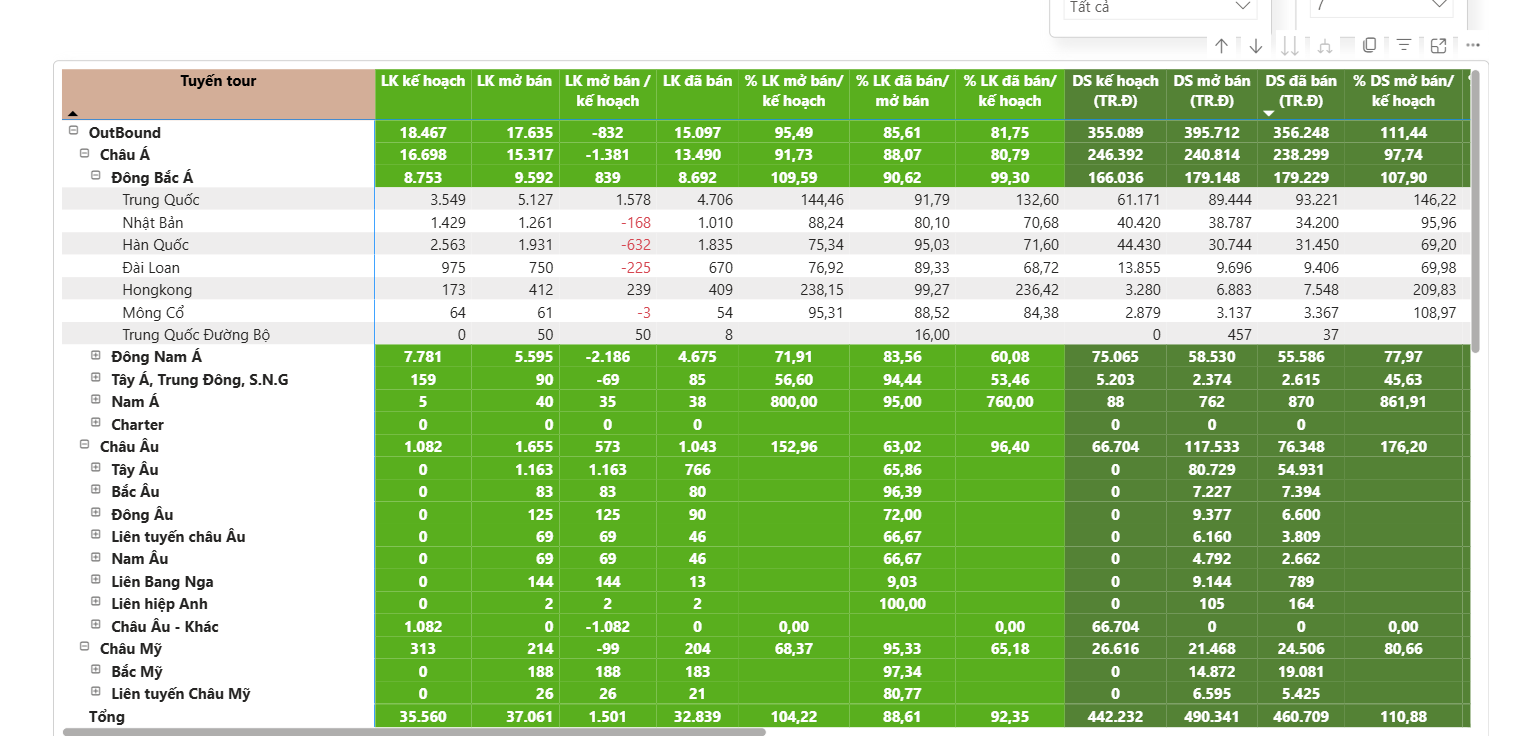 Tất cả 7
Tuyến tour LK kế hoạch LK mở bán LK mở bán / kế hoạch LK đã bán % LK mở bán/ kế hoạch % LK đã bán/ mở bán % LK đã bán/ kế hoạch DS kế hoạch (TR.Đ) DS mở bán (TR.Đ) DS đã bán (TR.Đ) % DS mở bán/ kế hoạch
OutBound 18.467 17.635 -832 15.097 95,49 85,61 81,75 355.089 395.712 356.248 111,44
Châu Á 16.698 15.317 -1.381 13.490 91,73 88,07 80,79 246.392 240.814 238.299 97,74
Đông Bắc Á 8.753 9.592 839 8.692 109,59 90,62 99,30 166.036 179.148 179.229 107,90
Trung Quốc 3.549 5.127 1.578 4.706 144,46 91,79 132,60 61.171 89.444 93.221 146,22
Nhật Bản 1.429 1.261 -168 1.010 88,24 80,10 70,68 40.420 38.787 34.200 95,96
Hàn Quốc 2.563 1.931 -632 1.835 75,34 95,03 71,60 44.430 30.744 31.450 69,20
Đài Loan 975 750 -225 670 76,92 89,33 68,72 13.855 9.696 9.406 69,98
Hongkong 173 412 239 409 238,15 99,27 236,42 3.280 6.883 7.548 209,83
Mông Cổ 64 61 -3 54 95,31 88,52 84,38 2.879 3.137 3.367 108,97
Trung Quốc Đường Bộ 0 50 50 8 16,00 0 457 37
Đông Nam Á 7.781 5.595 -2.186 4.675 71,91 83,56 60,08 75.065 58.530 55.586 77,97
Tây Á, Trung Đông, S.N.G 159 90 -69 85 56,60 94,44 53,46 5.203 2.374 2.615 45,63
Nam Á 5 40 35 38 800,00 95,00 760,00 88 762 870 861,91
Charter 0 0 0 0 0 0 0
Châu Âu 1.082 1.655 573 1.043 152,96 63,02 96,40 66.704 117.533 76.348 176,20
Tây Âu 0 1.163 1.163 766 65,86 0 80.729 54.931
Bắc Âu 0 83 83 80 96,39 0 7.227 7.394
Đông Âu 0 125 125 90 72,00 0 9.377 6.600
Liên tuyến châu Âu 0 69 69 46 66,67 0 6.160 3.809
Nam Âu 0 69 69 46 66,67 0 4.792 2.662
Liên Bang Nga 0 144 144 13 9,03 0 9.144 789
Liên hiệp Anh 0 2 2 2 100,00 0 105 164
Châu Âu - Khác 1.082 0 -1.082 0 0,00 0,00 66.704 0 0 0,00
Châu Mỹ 313 214 -99 204 68,37 95,33 65,18 26.616 21.468 24.506 80,66
Bắc Mỹ 0 188 188 183 97,34 0 14.872 19.081
Liên tuyến Châu Mỹ 0 26 26 21 80,77 0 6.595 5.425
Tổng 35.560 37.061 1.501 32.839 104,22 88,61 92,35 442.232 490.341 460.709 110,88